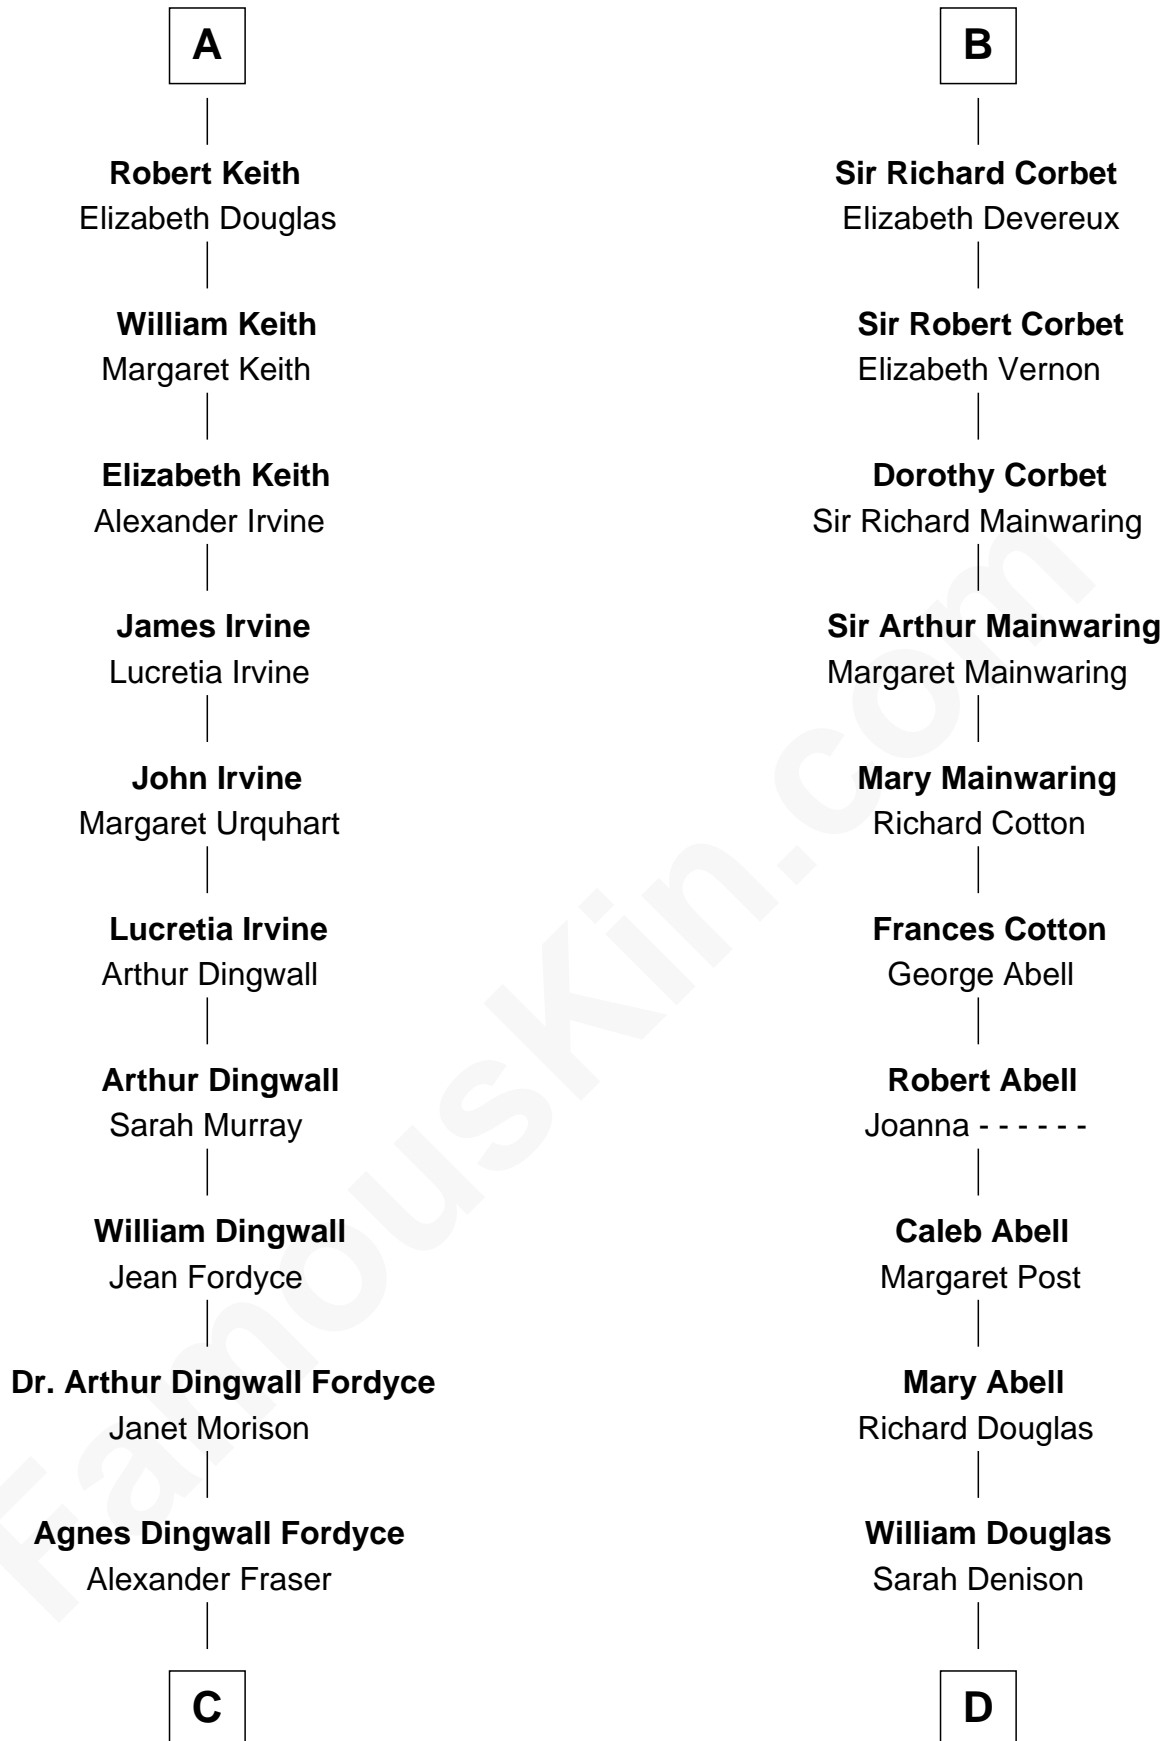 A
Robert Keith
Elizabeth Douglas
William Keith
Margaret Keith
Elizabeth Keith
Alexander Irvine
James Irvine
Lucretia Irvine
John Irvine
Margaret Urquhart
Lucretia Irvine
Arthur Dingwall
Arthur Dingwall
Sarah Murray
William Dingwall
Jean Fordyce
Dr. Arthur Dingwall Fordyce
Janet Morison
Agnes Dingwall Fordyce
Alexander Fraser
C
B
Sir Richard Corbet
Elizabeth Devereux
Sir Robert Corbet
Elizabeth Vernon
Dorothy Corbet
Sir Richard Mainwaring
Sir Arthur Mainwaring
Margaret Mainwaring
Mary Mainwaring
Richard Cotton
Frances Cotton
George Abell
Robert Abell
Joanna - - - - - -
Caleb Abell
Margaret Post
Mary Abell
Richard Douglas
William Douglas
Sarah Denison
D
FamousKin.com